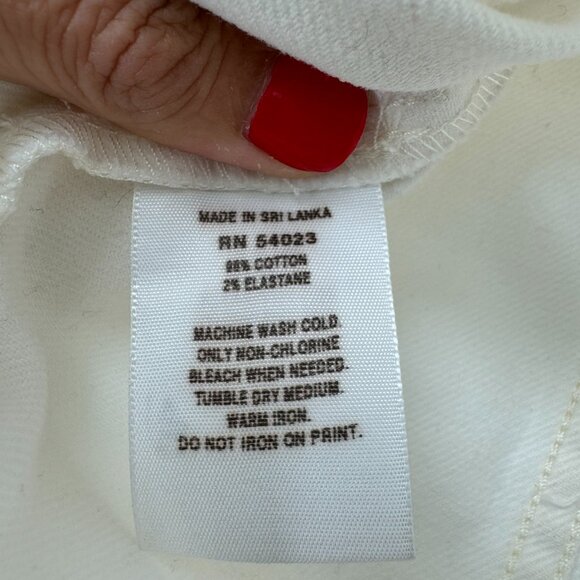 MADE IN SRI LANKA
RN 54023
98% COTTON
2% ELASTANE
MACHINE WASH COLD.
ONLY NON-CHLORINE
BLEACH WHEN NEEDED.
TUMBLE DRY MEDIUM.
WARM IRON.
DO NOT IRON ON PRINT.